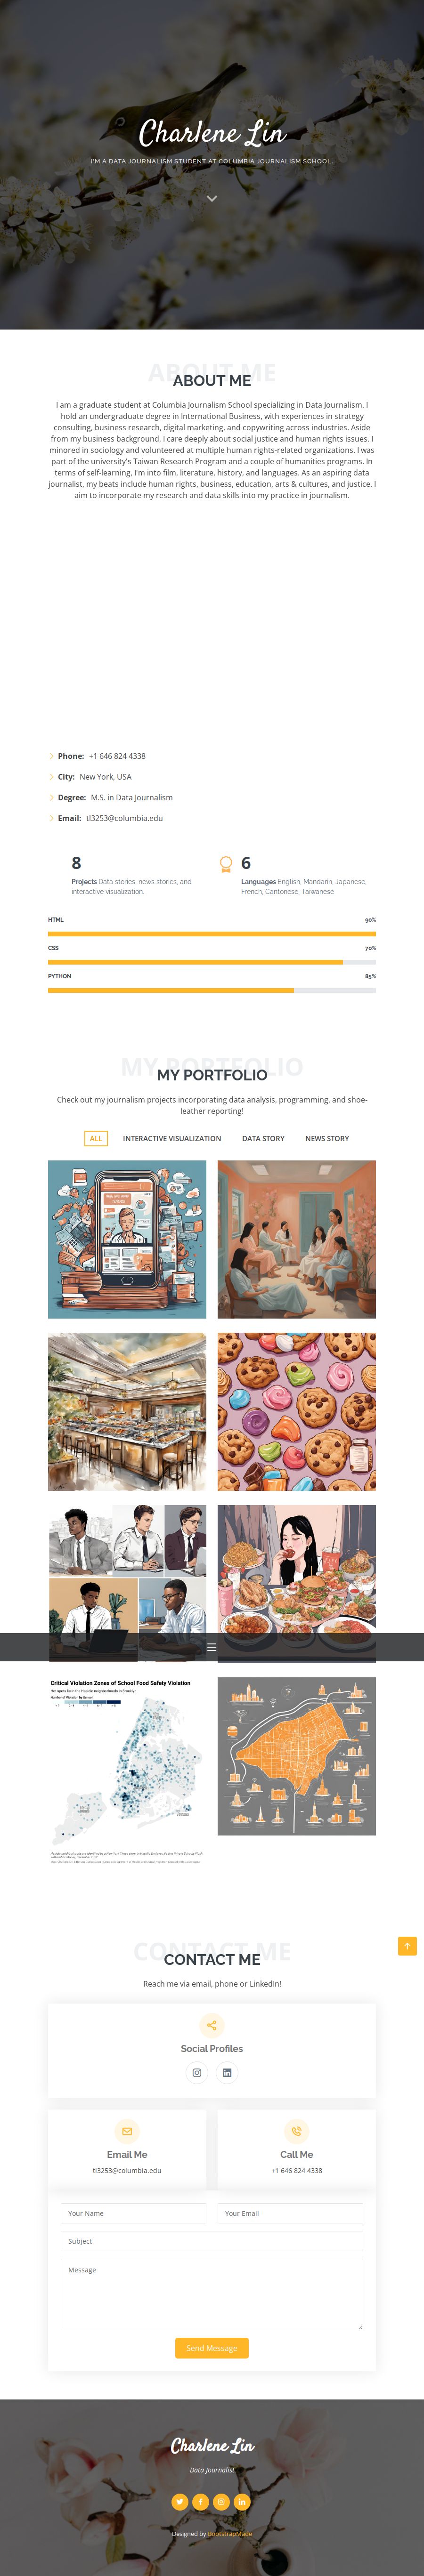 Charlene Lin
I'M A DATA JOURNALISM STUDENT AT COLUMBIA JOURNALISM SCHOOL.
ABOUT ME
ABOUT ME
I am a graduate student at Columbia Journalism School specializing in Data Journalism. I
hold an undergraduate degree in International Business, with experiences in strategy
consulting, business research, digital marketing, and copywriting across industries. Aside
from my business background, I care deeply about social justice and human rights issues. I
minored in sociology and volunteered at multiple human rights-related organizations. I was
part of the university's Taiwan Research Program and a couple of humanities programs. In
terms of self-learning, I'm into film, literature, history, and languages. As an aspiring data
journalist, my beats include human rights, business, education, arts & cultures, and justice. I
aim to incorporate my research and data skills into my practice in journalism.
Phone: +1 646 824 4338
City: New York, USA
Degree: M.S. in Data Journalism
Email: tl3253@columbia.edu
8
Projects Data stories, news stories, and
interactive visualization.
6
Languages English, Mandarin, Japanese,
French, Cantonese, Taiwanese
HTML 90%
CSS 70%
PYTHON 85%
MY PORTFOLIO
MY PORTFOLIO
Check out my journalism projects incorporating data analysis, programming, and shoe-
leather reporting!
ALL INTERACTIVE VISUALIZATION DATA STORY NEWS STORY
Critical Violation Zones of School Food Safety Violation
Number of Violation by School
CONTACT ME
CONTACT ME
Reach me via email, phone or LinkedIn!
Social Profiles
Email Me
tl3253@columbia.edu
Call Me
+1 646 824 4338
Your Name
Your Email
Subject
Message
Send Message
Charlene Lin
Data Journalist
Designed by BootstrapMade